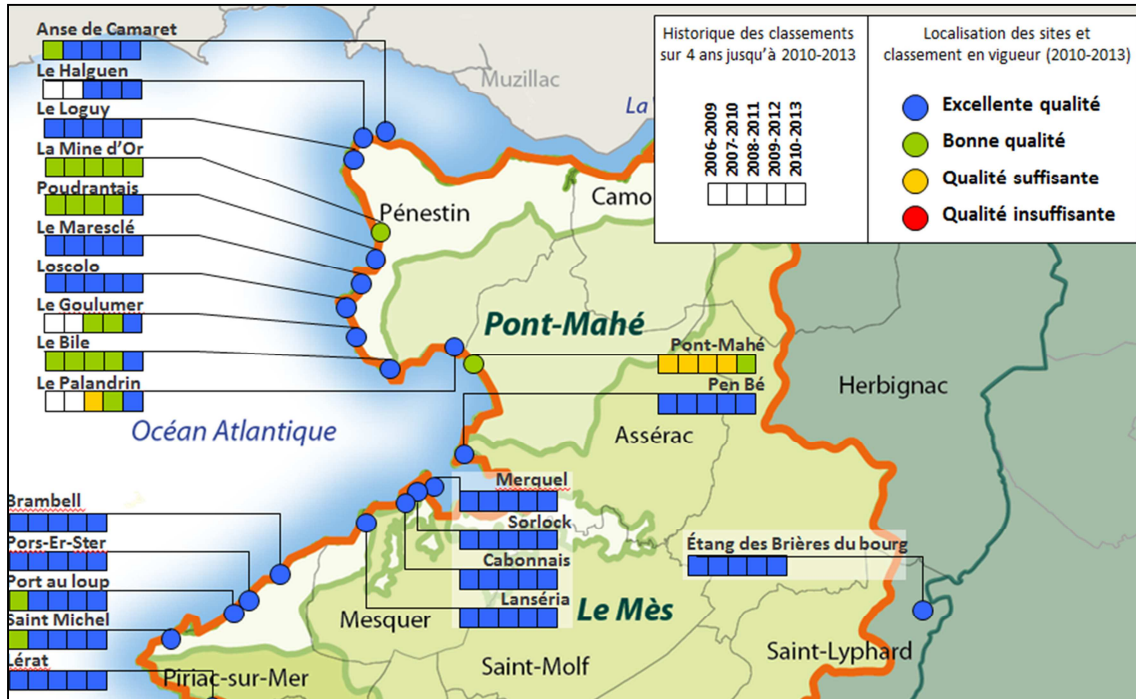 Anse de Camaret
Le Halguen
Le Loguy
La Mine d'Or
Poudrantais
Le Maresclé
Loscolo
Le Goulumer
Le Bile
Le Palandrin
Océan Atlantique
Muzillac
La
Pénestin
Camo
Historique des classements
sur 4 ans jusqu'à 2010-2013
2006-2009
2007-2010
2008-2011
2009-2012
2010-2013
Localisation des sites et
classement en vigueur (2010-2013)
Excellente qualité
Bonne qualité
Qualité suffisante
Qualité insuffisante
Pont-Mahé
Pont-Mahé
Pen Bé
Herbignac
Assérac
Brambell
Pors-Er-Ster
Port au loup
Saint Michel
Lérat
Merquel
Sorlock
Cabonnais
Lanséria
Étang des Brières du bourg
Mesquer
Le Mès
Saint-Molf
Saint-Lyphard
Piriac-sur-Mer